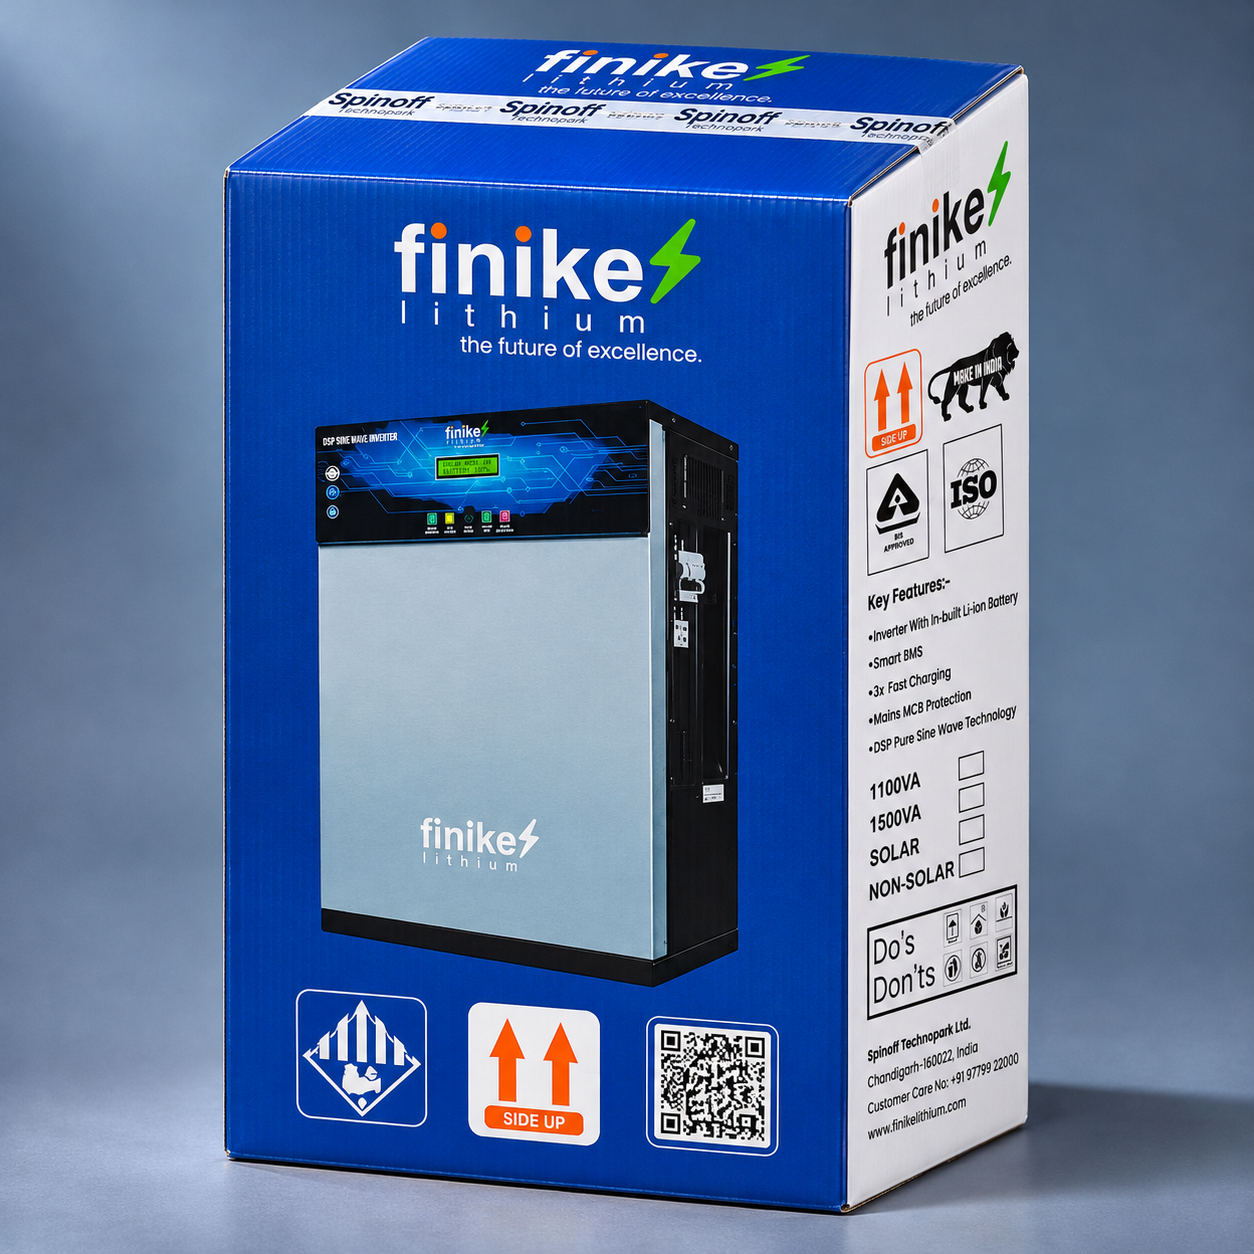 finike
lithium
the future of excellence.
Spinoff Spinoff Spinoff Spinoff
Technopark Technopark Technopark Technopark
finike
lithium
the future of excellence.
DSP SINE WAVE INVERTER
finike
lithium
finike
lithium
SIDE UP
finike
lithium
the future of excellence.
SIDE UP
MAKE IN INDIA
BIS
APPROVED
ISO
Key Features:-
•Inverter With In-built Li-ion Battery
•Smart BMS
•3x Fast Charging
•Mains MCB Protection
•DSP Pure Sine Wave Technology
1100VA
1500VA
SOLAR
NON-SOLAR
Do's
Don'ts
8
Spinoff Technopark Ltd.
Chandigarh-160022, India
Customer Care No: +91 97799 22000
www.finikelithium.com